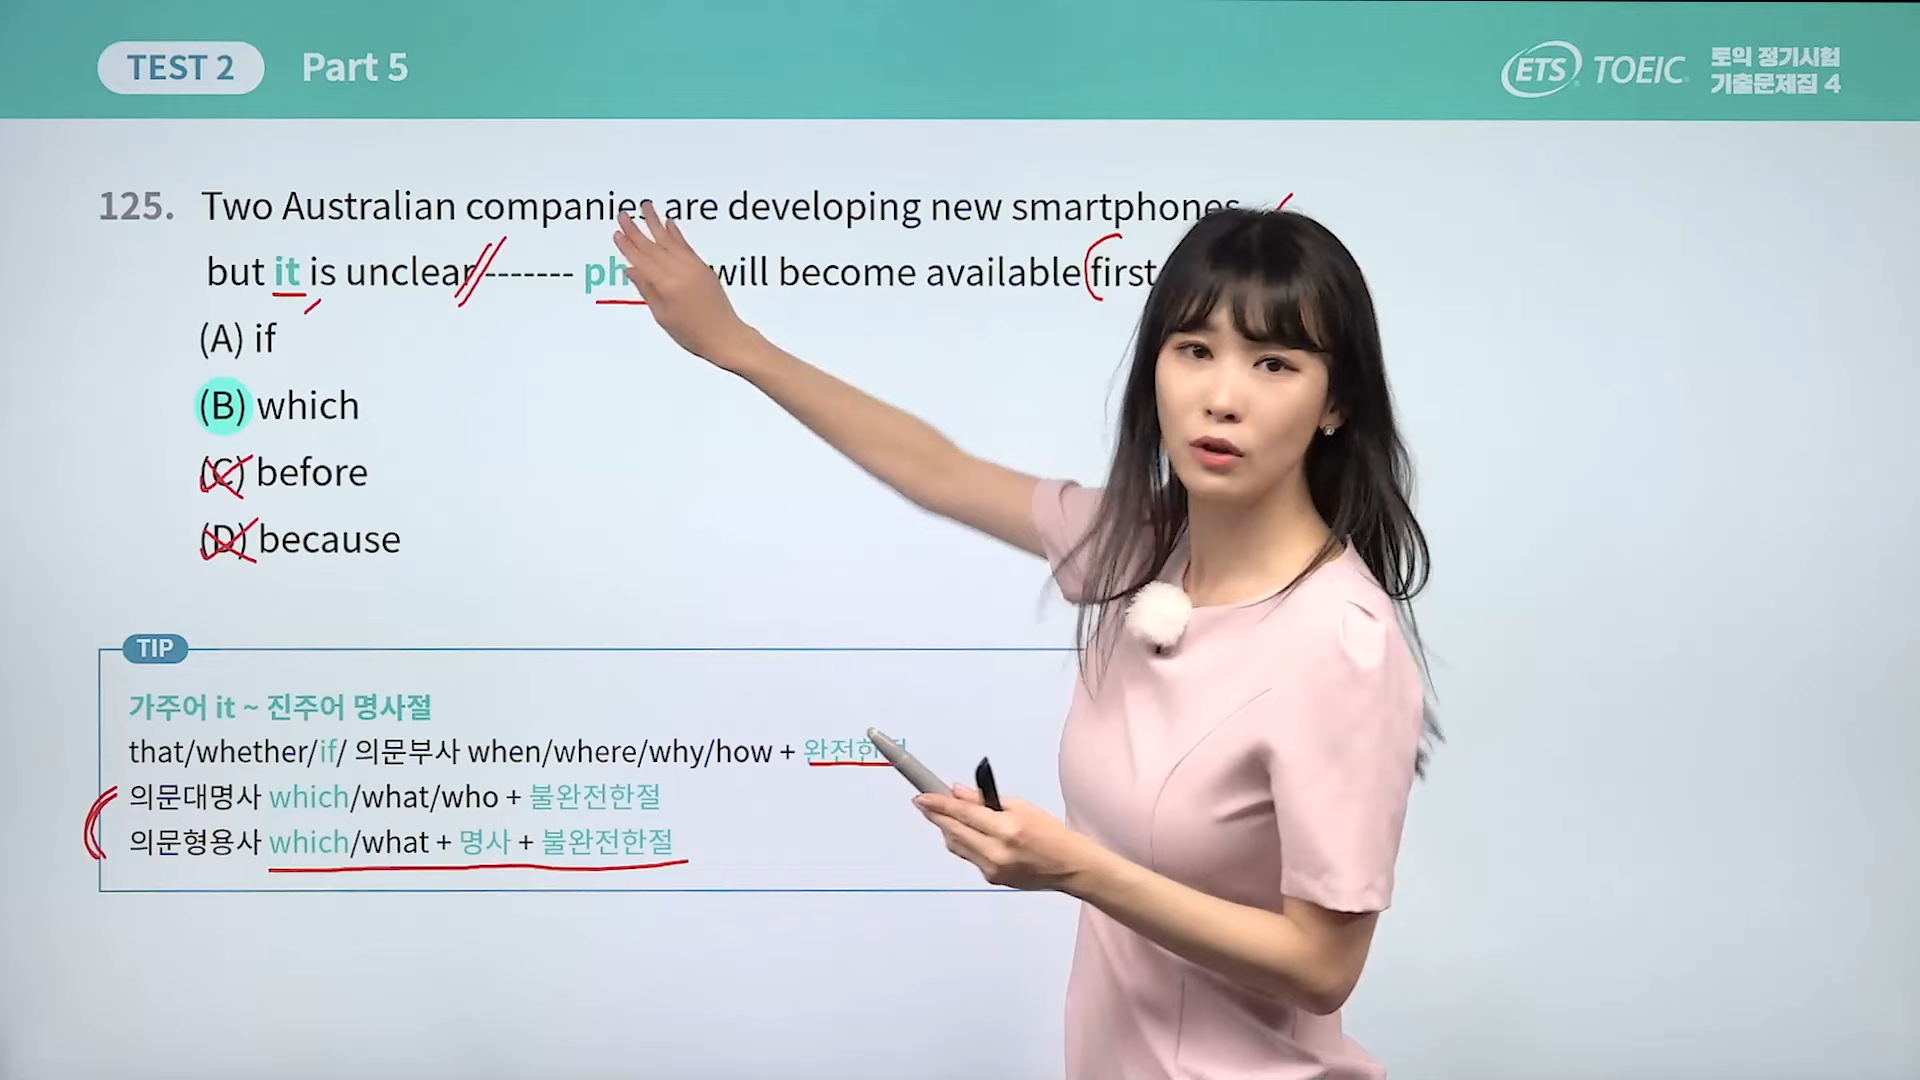 TEST 2
Part 5
ETS TOEIC
토익 정기시험
기출문제집 4
125. Two Australian companies are developing new smartphones,
but it is unclear ------- will become available first
(A) if
(B) which
(C) before
(D) because
TIP
가주어 it ~ 진주어 명사절
that/whether/if/ 의문부사 when/where/why/how + 완전한절
의문대명사 which/what/who + 불완전한절
의문형용사 which/what + 명사 + 불완전한절